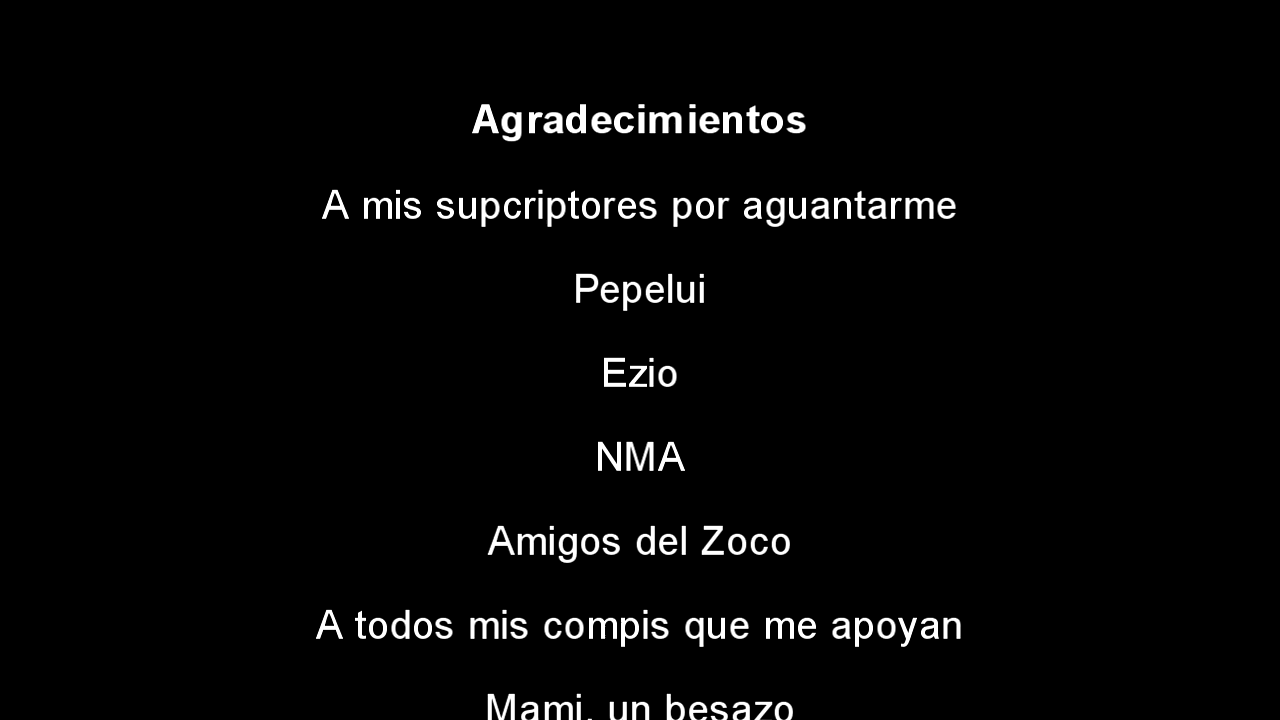 Agradecimientos
A mis supcriptores por aguantarme
Pepelui
Ezio
NMA
Amigos del Zoco
A todos mis compis que me apoyan
Mami, un besazo